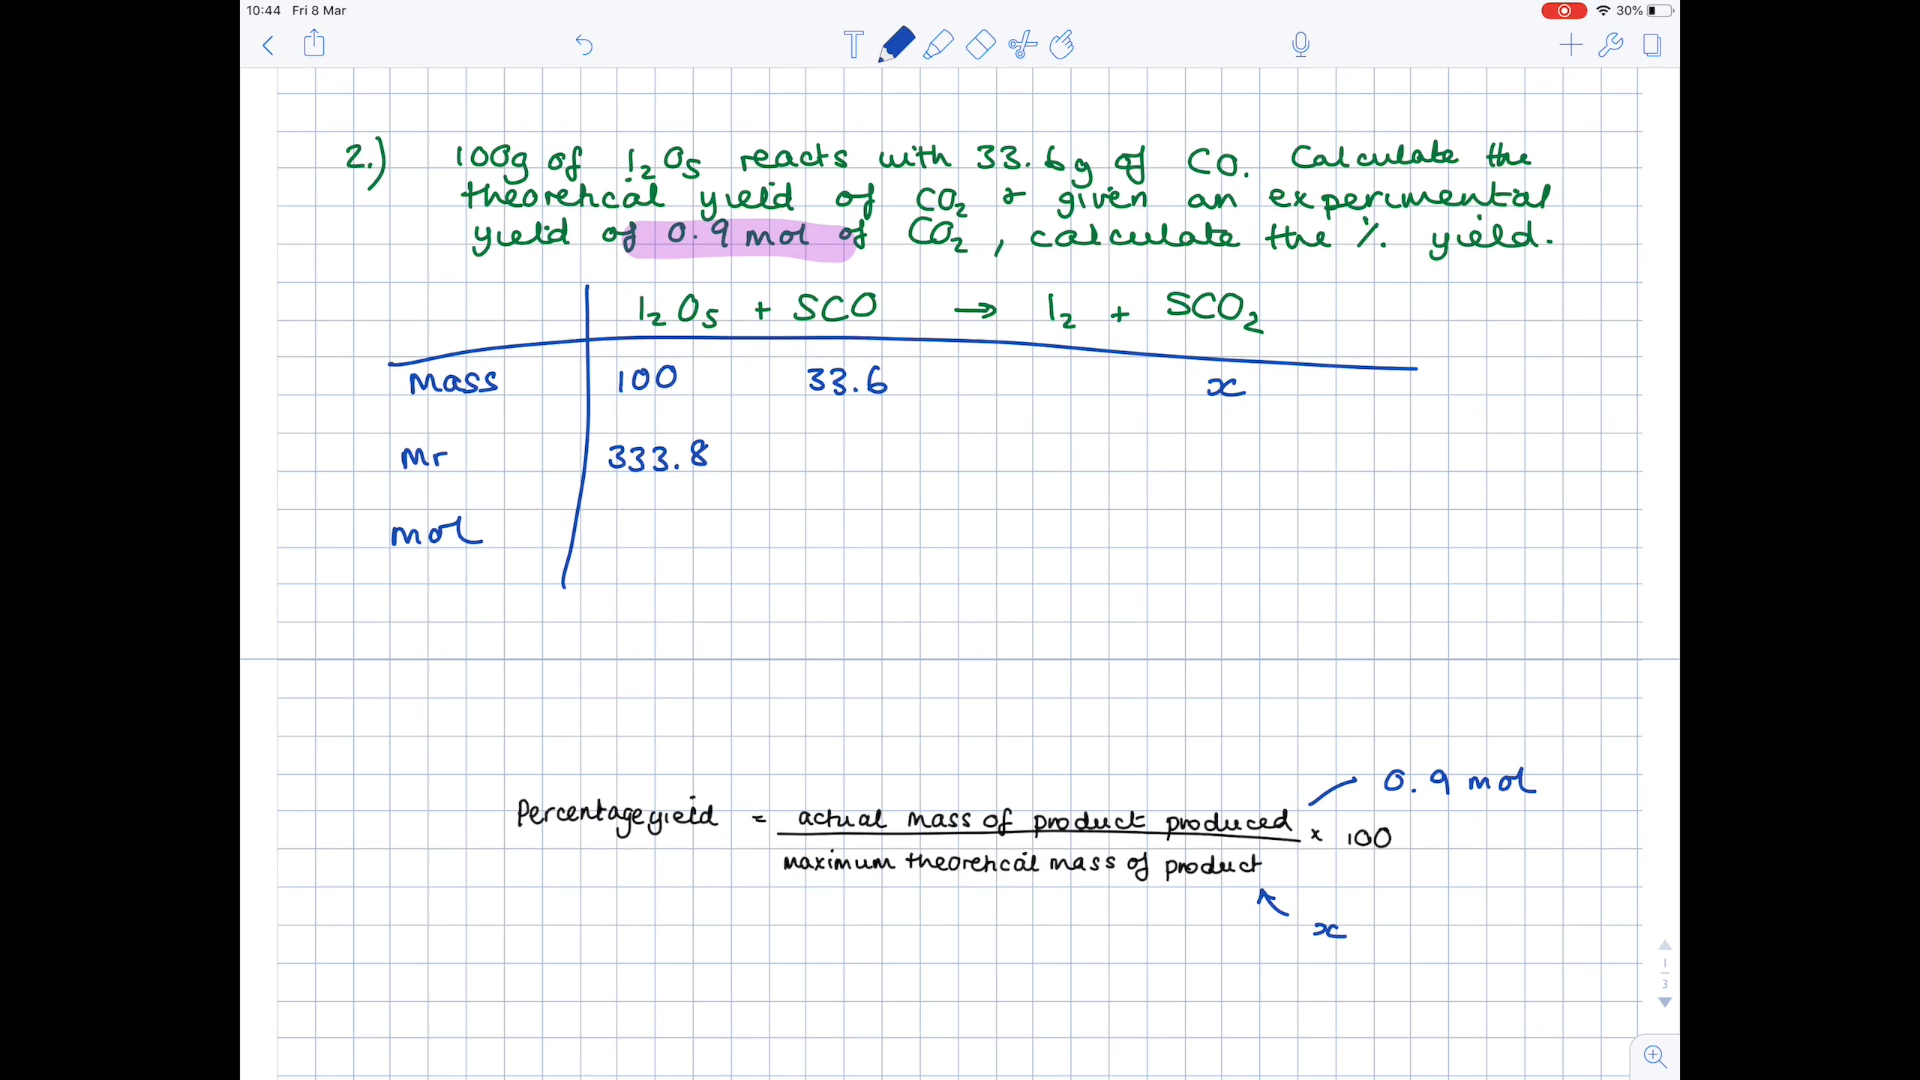 10:44 Fri 8 Mar
30%
T
2.) 100g of I₂O₅ reacts with 33.6g of CO. Calculate the
theoretical yield of CO₂ & given an experimental
yield of 0.9 mol of CO₂, calculate the % yield.
I₂O₅ + 5CO → I₂ + 5CO₂
Mass 100 33.6 x
Mr 333.8
mol
0.9 mol
Percentage yield = actual mass of product produced × 100
maximum theoretical mass of product
x
1
3